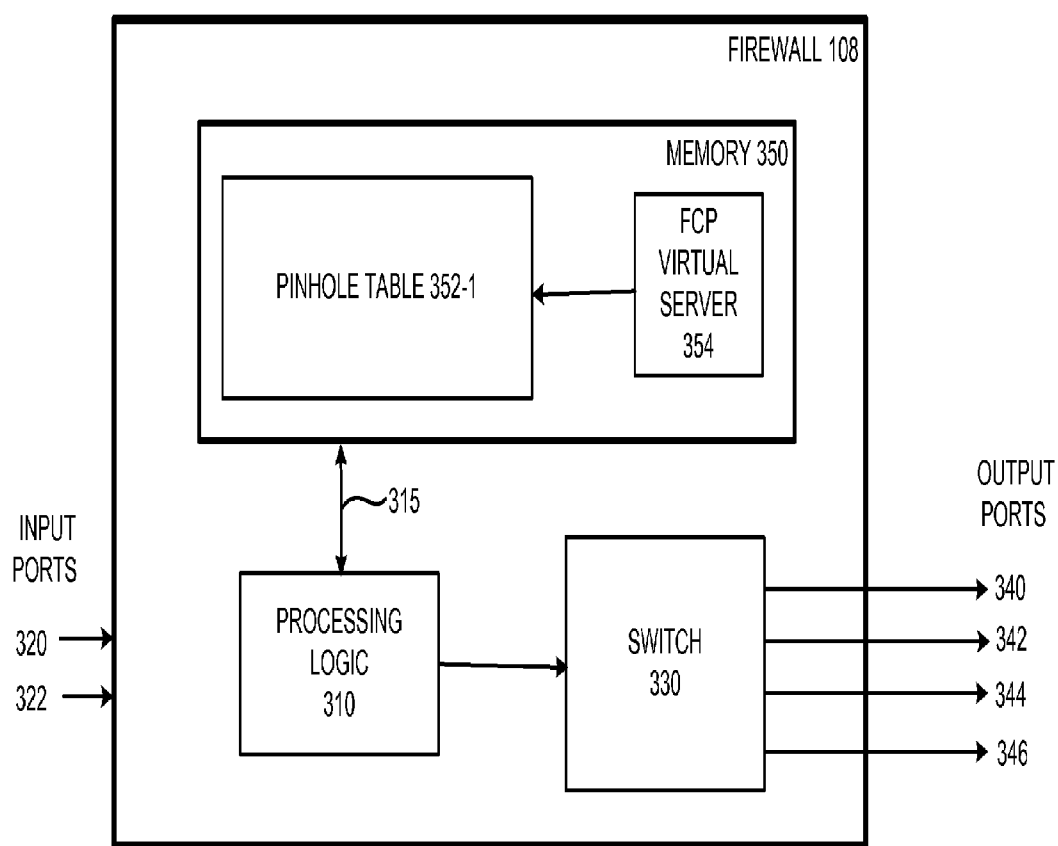 FIREWALL 108
MEMORY 350
PINHOLE TABLE 352-1
FCP
VIRTUAL
SERVER
354
315
INPUT
PORTS
320
322
PROCESSING
LOGIC
310
SWITCH
330
OUTPUT
PORTS
340
342
344
346